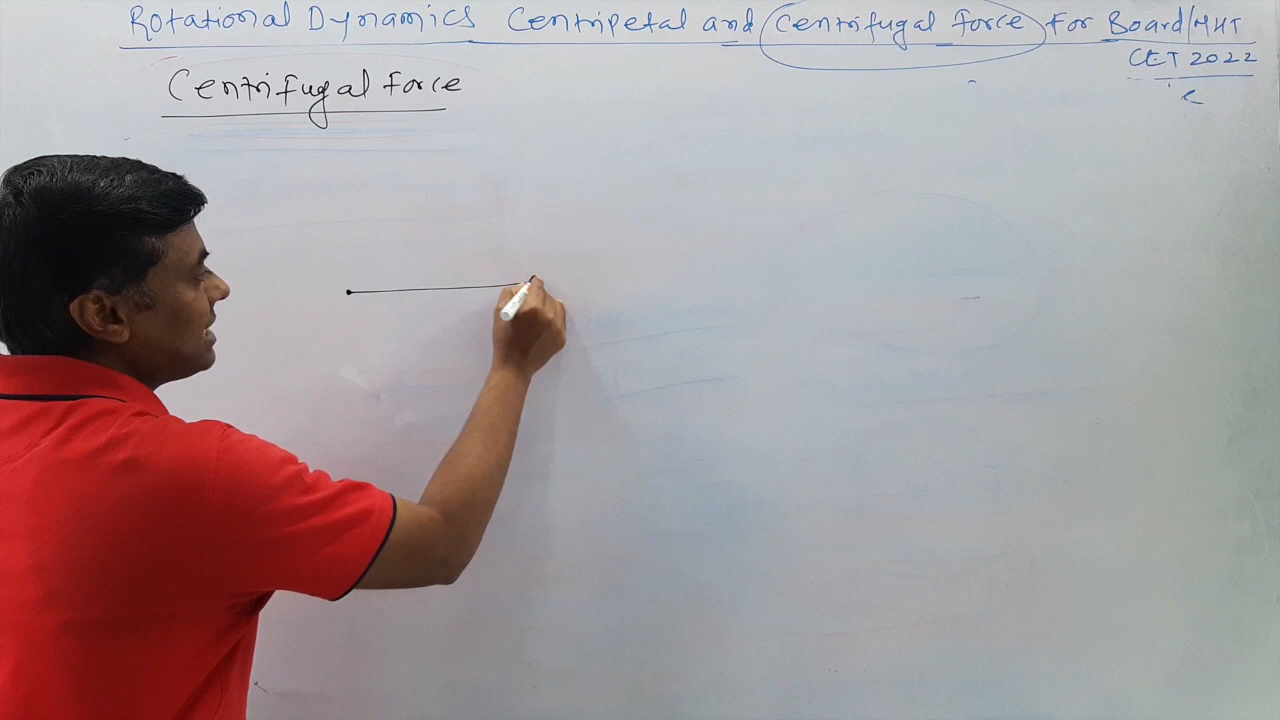 Rotational Dynamics Centripetal and Centrifugal force For Board/MHT
CET 2022
Centrifugal force